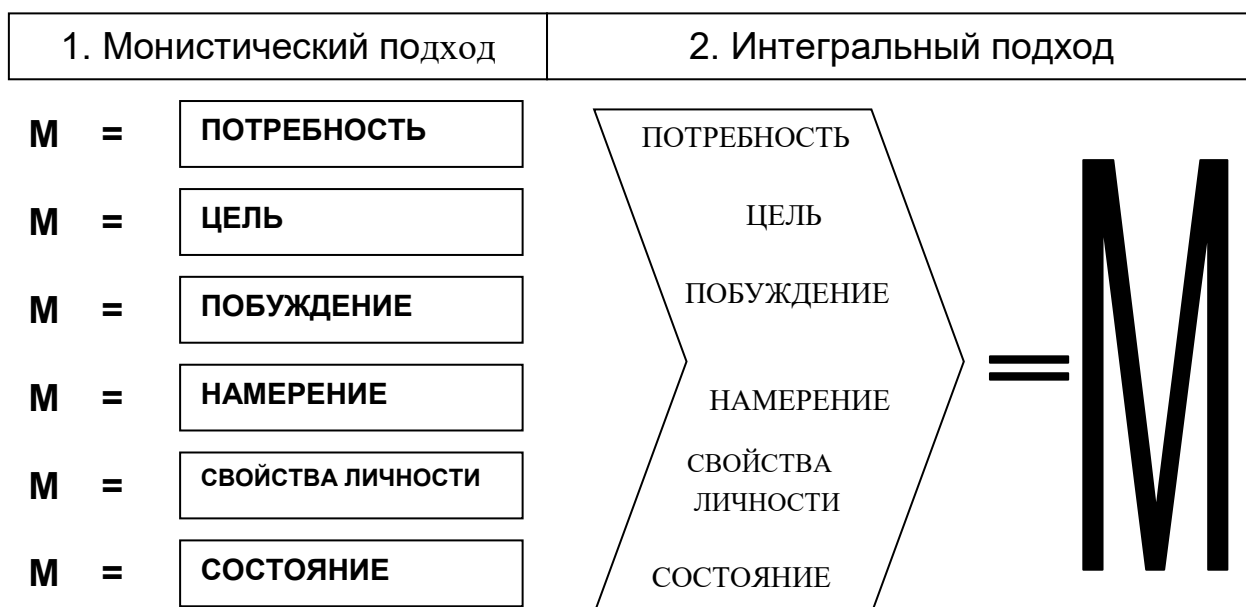 1. Монистический подход
2. Интегральный подход
М = ПОТРЕБНОСТЬ
М = ЦЕЛЬ
М = ПОБУЖДЕНИЕ
М = НАМЕРЕНИЕ
М = СВОЙСТВА ЛИЧНОСТИ
М = СОСТОЯНИЕ
ПОТРЕБНОСТЬ
ЦЕЛЬ
ПОБУЖДЕНИЕ
НАМЕРЕНИЕ
СВОЙСТВА
ЛИЧНОСТИ
СОСТОЯНИЕ
=М